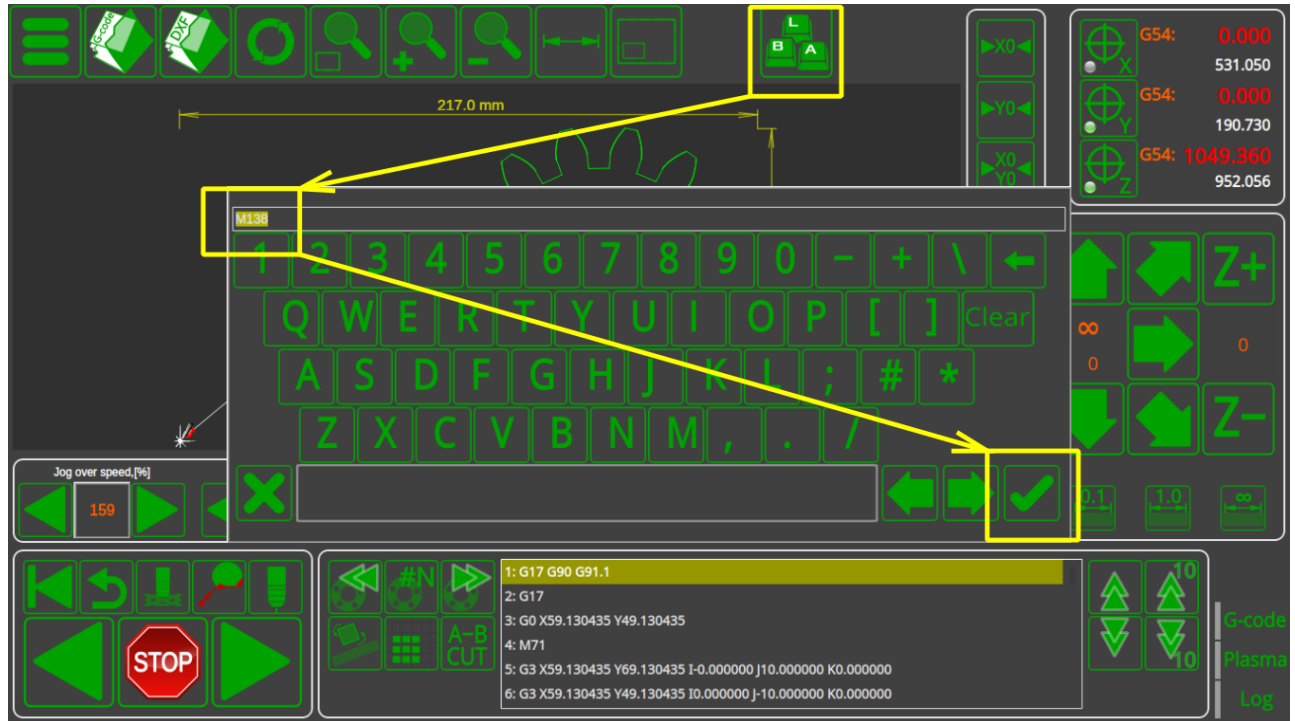 G-code
DXF
L
B A
►X0◄
►Y0◄
►X0◄
Y0
X
G54: 0.000
531.050
Y
G54: 0.000
190.730
Z
G54: 1049.360
952.056
217.0 mm
M138
1 2 3 4 5 6 7 8 9 0 - + \
Q W E R T Y U I O P [ ] Clear
A S D F G H J K L ; # *
Z X C V B N M , . /
Z+
∞
0
0
Z-
0.1
1.0
∞
Jog over speed,[%]
159
STOP
#N
A-B
CUT
1: G17 G90 G91.1
2: G17
3: G0 X59.130435 Y49.130435
4: M71
5: G3 X59.130435 Y69.130435 I-0.000000 J10.000000 K0.000000
6: G3 X59.130435 Y49.130435 I0.000000 J-10.000000 K0.000000
10
10
G-code
Plasma
Log